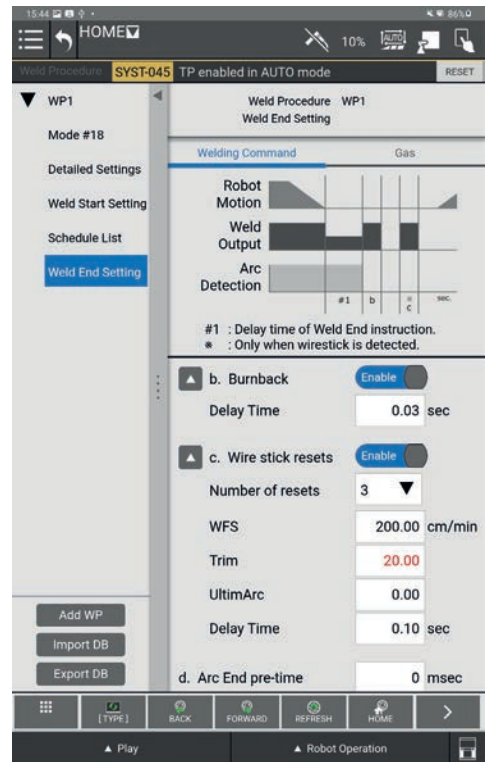 15:44 86%
HOME
10% AUTO
Weld Procedure SYST-045 TP enabled in AUTO mode RESET
WP1
Mode #18
Detailed Settings
Weld Start Setting
Schedule List
Weld End Setting
Add WP
Import DB
Export DB
Weld Procedure WP1
Weld End Setting
Welding Command Gas
Robot
Motion
Weld
Output
Arc
Detection
#1 b * c sec.
#1 : Delay time of Weld End instruction.
* : Only when wirestick is detected.
b. Burnback Enable
Delay Time 0.03 sec
c. Wire stick resets Enable
Number of resets 3
WFS 200.00 cm/min
Trim 20.00
UltimArc 0.00
Delay Time 0.10 sec
d. Arc End pre-time 0 msec
[TYPE] BACK FORWARD REFRESH HOME
▲ Play ▲ Robot Operation